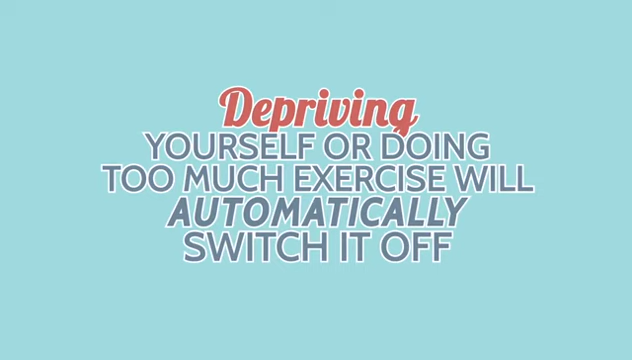 Depriving
YOURSELF OR DOING
TOO MUCH EXERCISE WILL
AUTOMATICALLY
SWITCH IT OFF